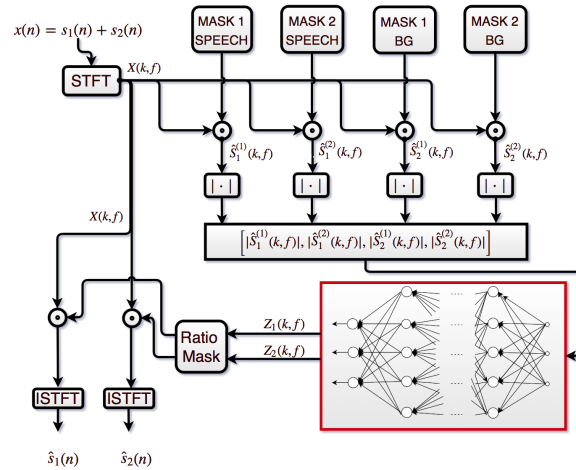 x(n) = s₁(n) + s₂(n)
MASK 1
SPEECH
MASK 2
SPEECH
MASK 1
BG
MASK 2
BG
X(k,f)
STFT
Ŝ₁⁽¹⁾(k,f)
Ŝ₁⁽²⁾(k,f)
Ŝ₂⁽¹⁾(k,f)
Ŝ₂⁽²⁾(k,f)
| · |
| · |
| · |
| · |
X(k,f)
[|Ŝ₁⁽¹⁾(k,f)|, |Ŝ₁⁽²⁾(k,f)|, |Ŝ₂⁽¹⁾(k,f)|, |Ŝ₂⁽²⁾(k,f)|]
Z₁(k,f)
Z₂(k,f)
Ratio
Mask
ISTFT
ISTFT
ŝ₁(n)
ŝ₂(n)